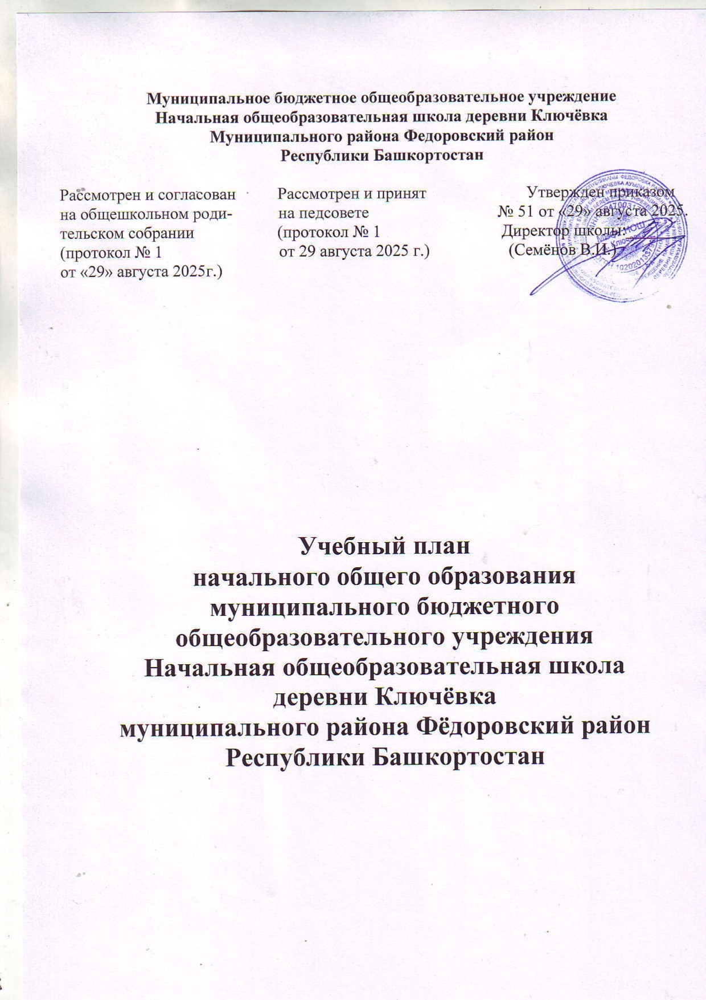 Муниципальное бюджетное общеобразовательное учреждение
Начальная общеобразовательная школа деревни Ключёвка
Муниципального района Федоровский район
Республики Башкортостан
Рассмотрен и согласован
на общешкольном роди-
тельском собрании
(протокол № 1
от «29» августа 2025г.)
Рассмотрен и принят
на педсовете
(протокол № 1
от 29 августа 2025 г.)
Утвержден приказом
№ 51 от «29» августа 2025.
Директор школы:
(Семёнов В.И.)
Учебный план
начального общего образования
муниципального бюджетного
общеобразовательного учреждения
Начальная общеобразовательная школа
деревни Ключёвка
муниципального района Фёдоровский район
Республики Башкортостан